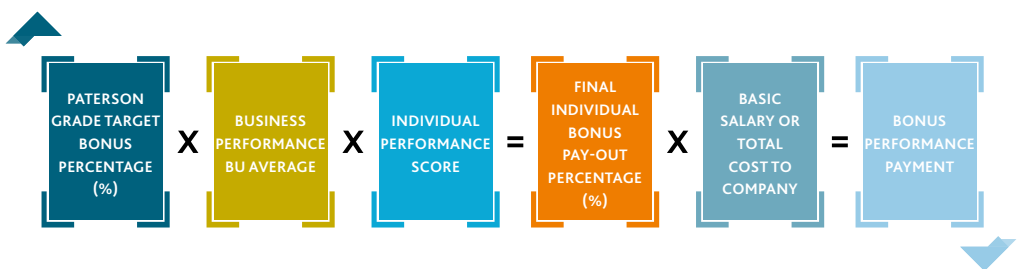 PATERSON
GRADE TARGET
BONUS
PERCENTAGE
(%)
X
BUSINESS
PERFORMANCE
BU AVERAGE
X
INDIVIDUAL
PERFORMANCE
SCORE
=
FINAL
INDIVIDUAL
BONUS
PAY-OUT
PERCENTAGE
(%)
X
BASIC
SALARY OR
TOTAL
COST TO
COMPANY
=
BONUS
PERFORMANCE
PAYMENT